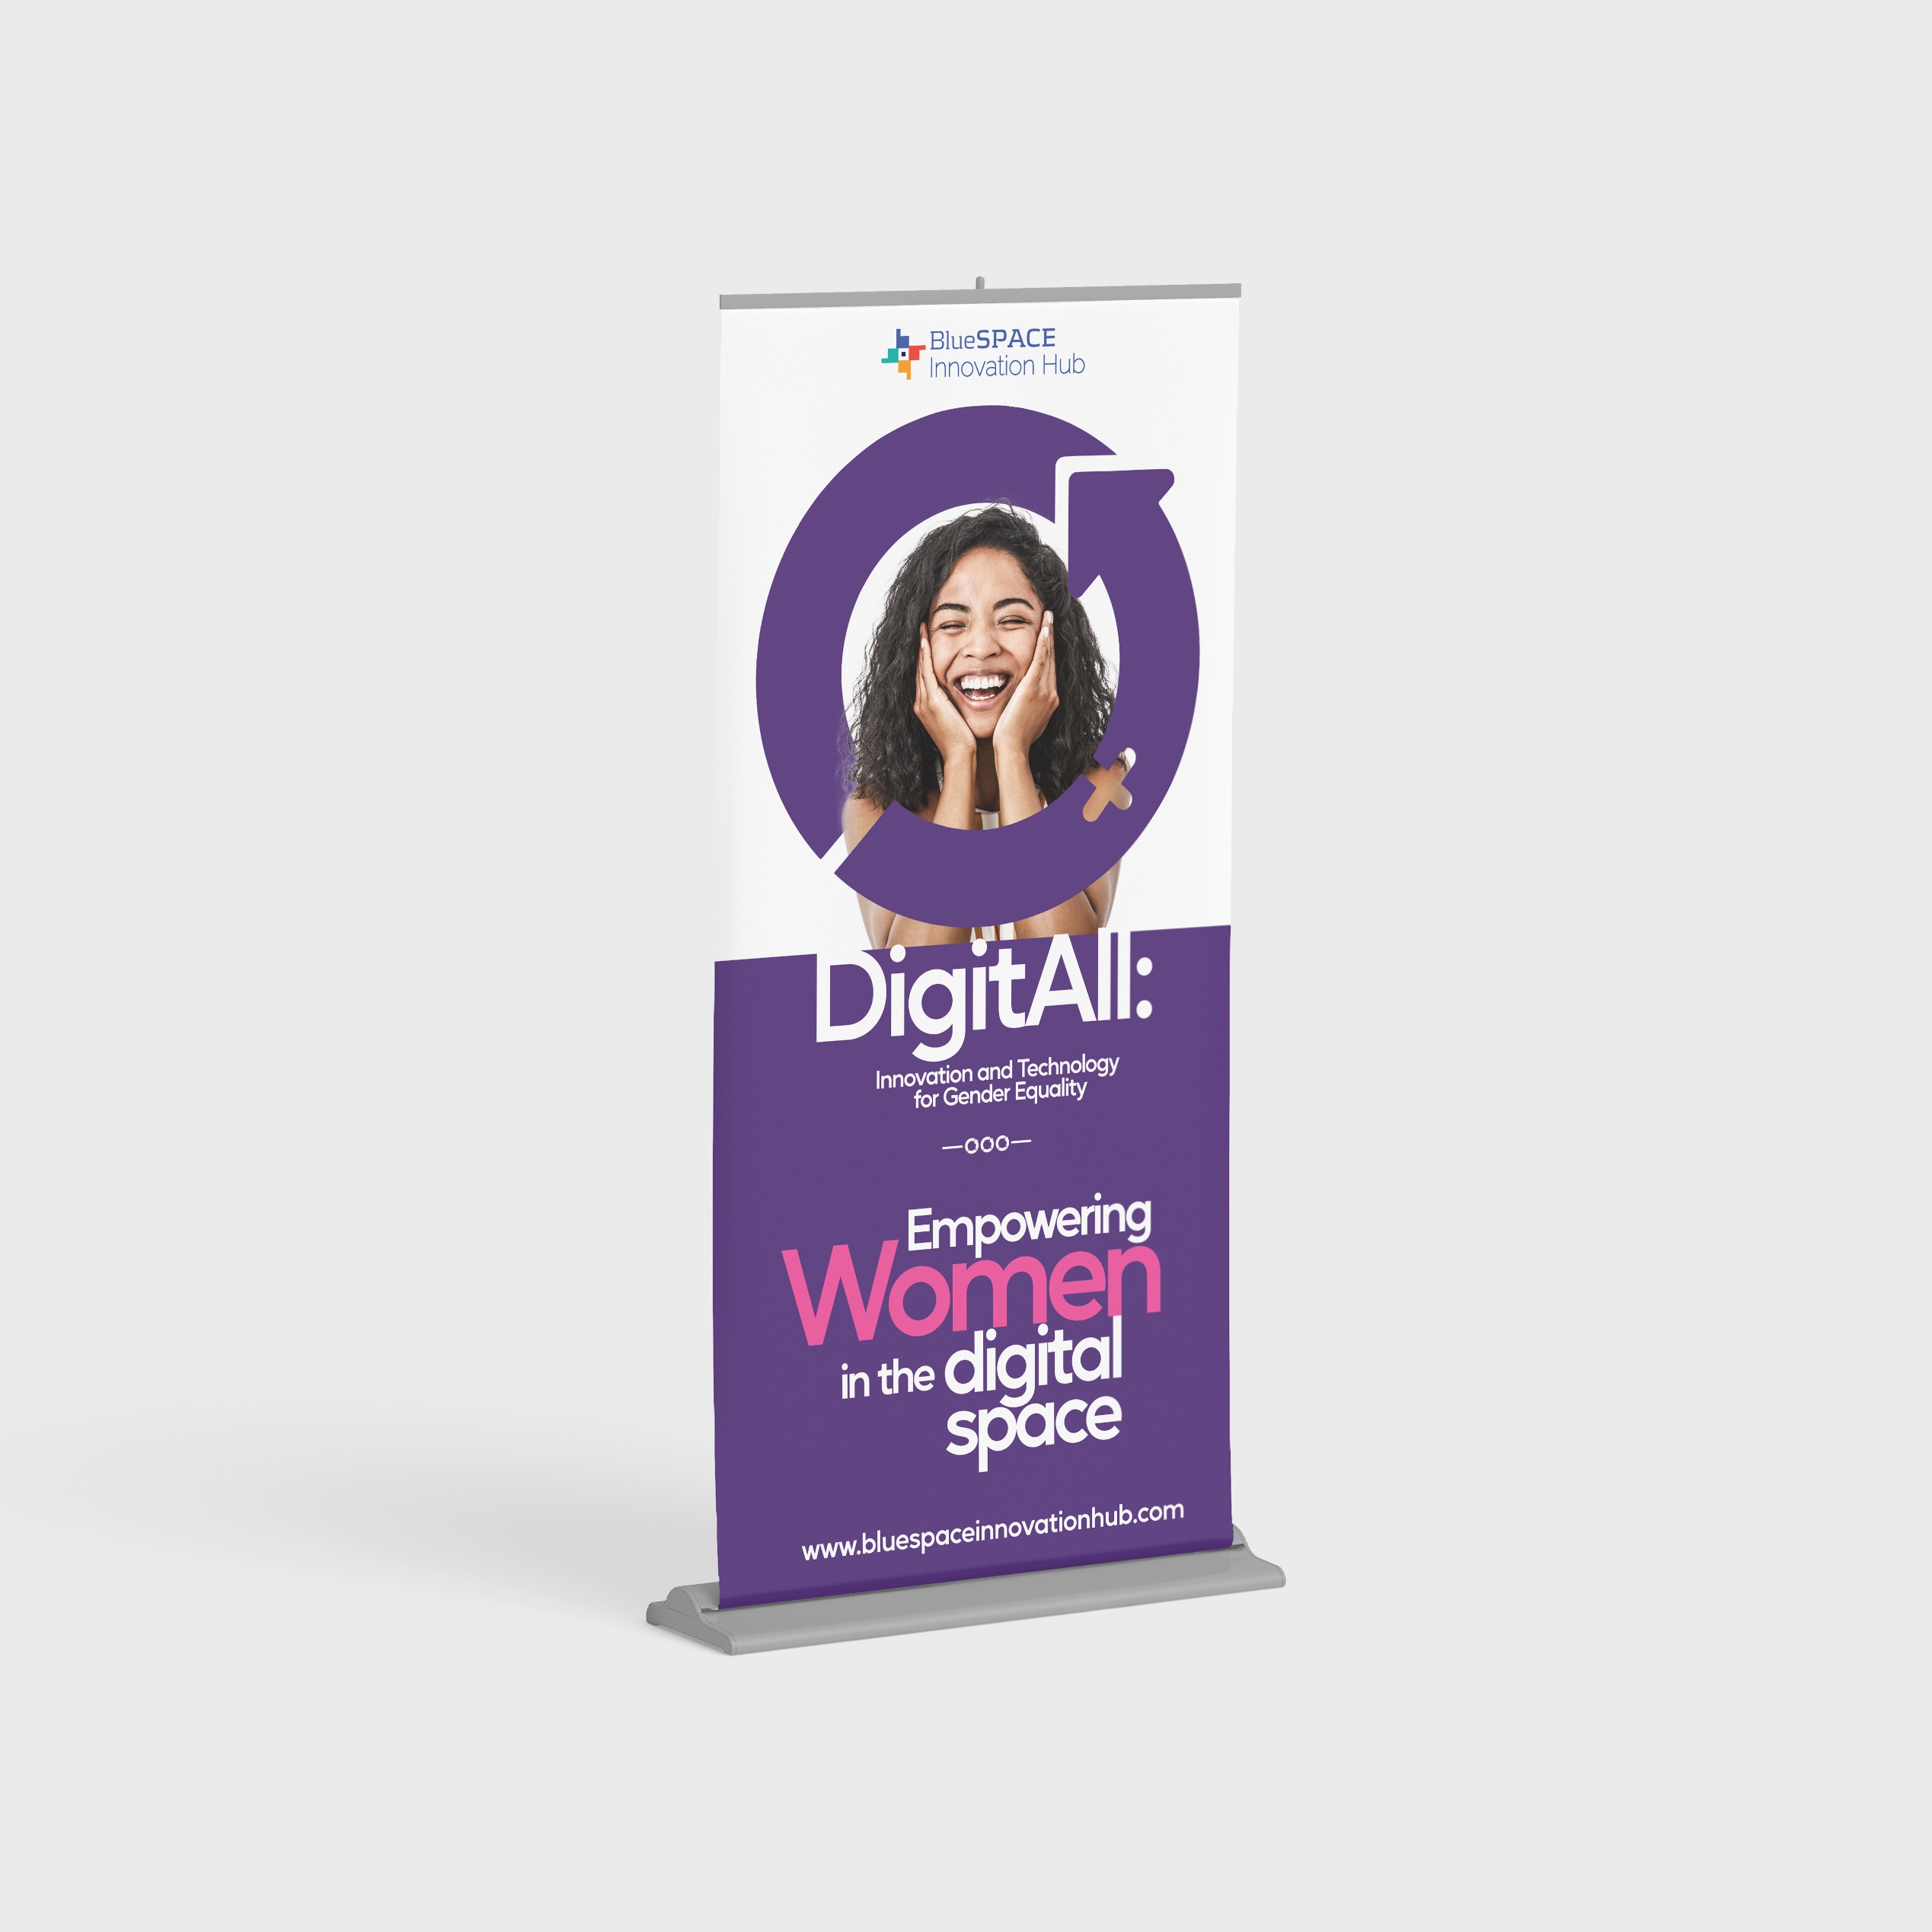 BlueSPACE
Innovation Hub
DigitAll:
Innovation and Technology
for Gender Equality
Empowering
Women
in the digital
space
www.bluespaceinnovationhub.com